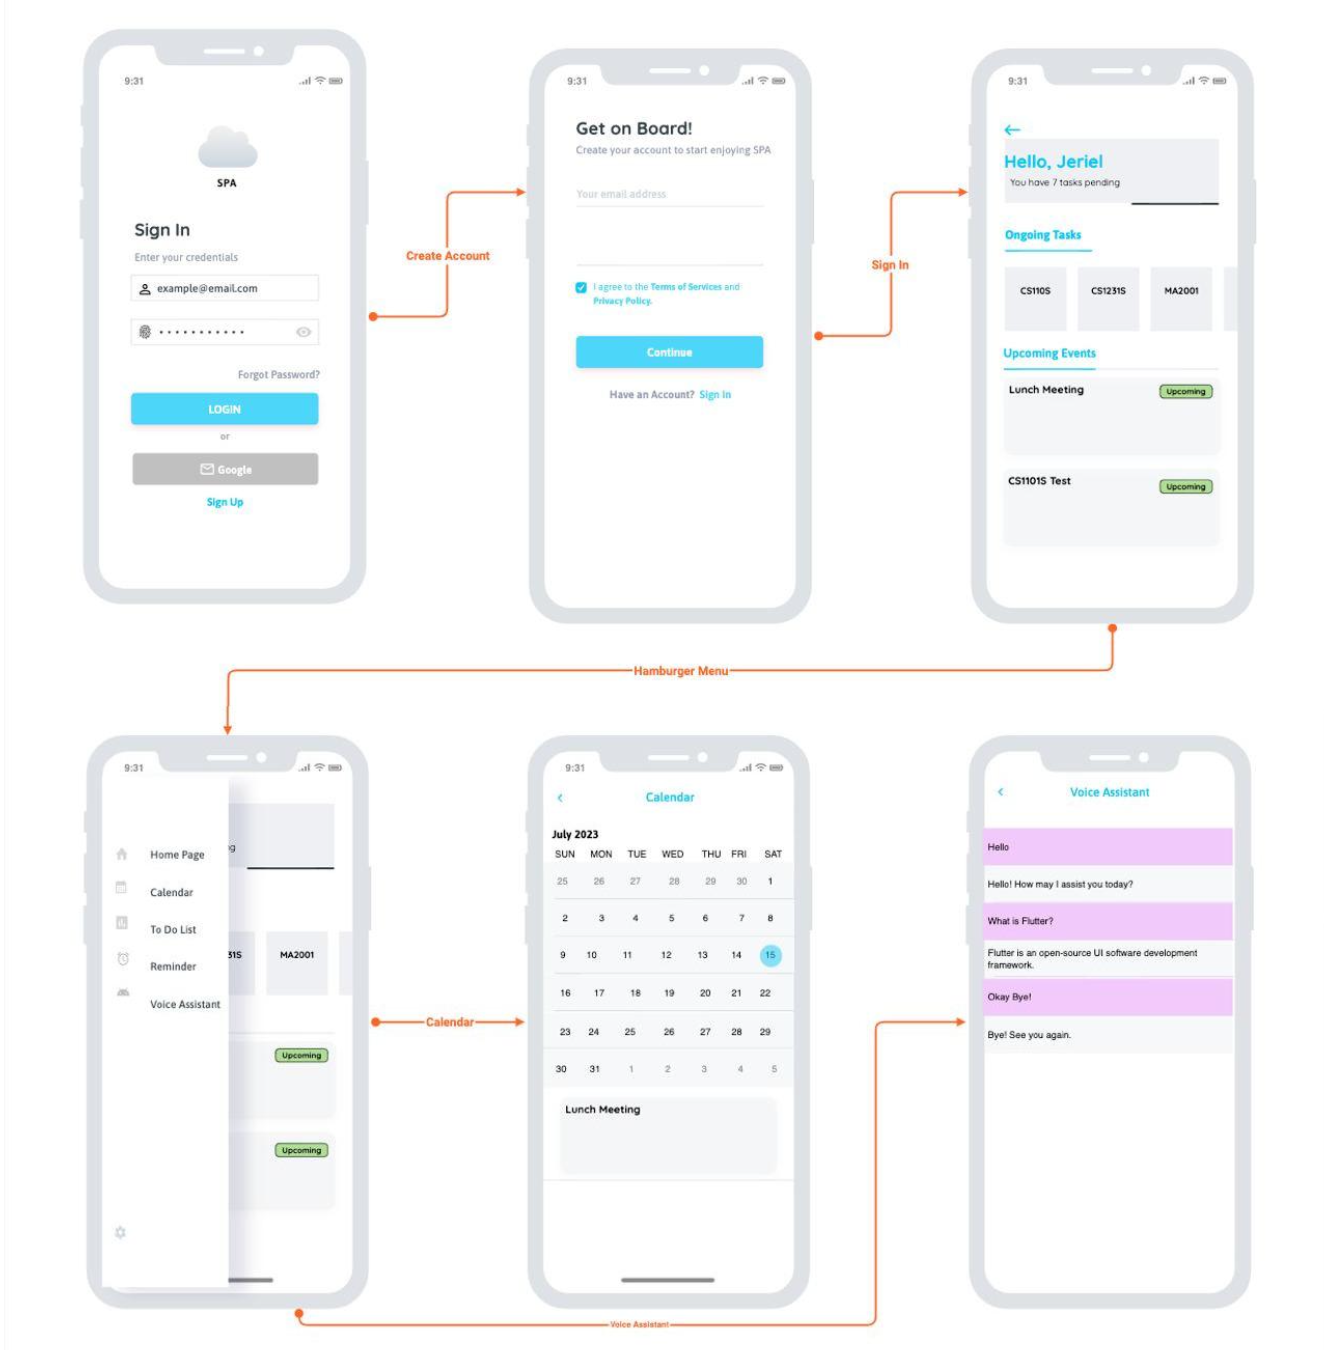 9:31
SPA
Sign In
Enter your credentials
example@email.com
Forgot Password?
LOGIN
or
Google
Sign Up
Create Account
9:31
Get on Board!
Create your account to start enjoying SPA
Your email address
I agree to the Terms of Services and
Privacy Policy.
Continue
Have an Account? Sign In
Sign In
9:31
Hello, Jeriel
You have 7 tasks pending
Ongoing Tasks
CS110S CS1231S MA2001
Upcoming Events
Lunch Meeting Upcoming
CS1101S Test Upcoming
Hamburger Menu
9:31
Home Page
Calendar
To Do List
Reminder
Voice Assistant
31S MA2001
Upcoming
Upcoming
Calendar
9:31
Calendar
July 2023
SUN MON TUE WED THU FRI SAT
25 26 27 28 29 30 1
2 3 4 5 6 7 8
9 10 11 12 13 14 15
16 17 18 19 20 21 22
23 24 25 26 27 28 29
30 31 1 2 3 4 5
Lunch Meeting
Voice Assistant
Voice Assistant
Hello
Hello! How may I assist you today?
What is Flutter?
Flutter is an open-source UI software development
framework.
Okay Bye!
Bye! See you again.